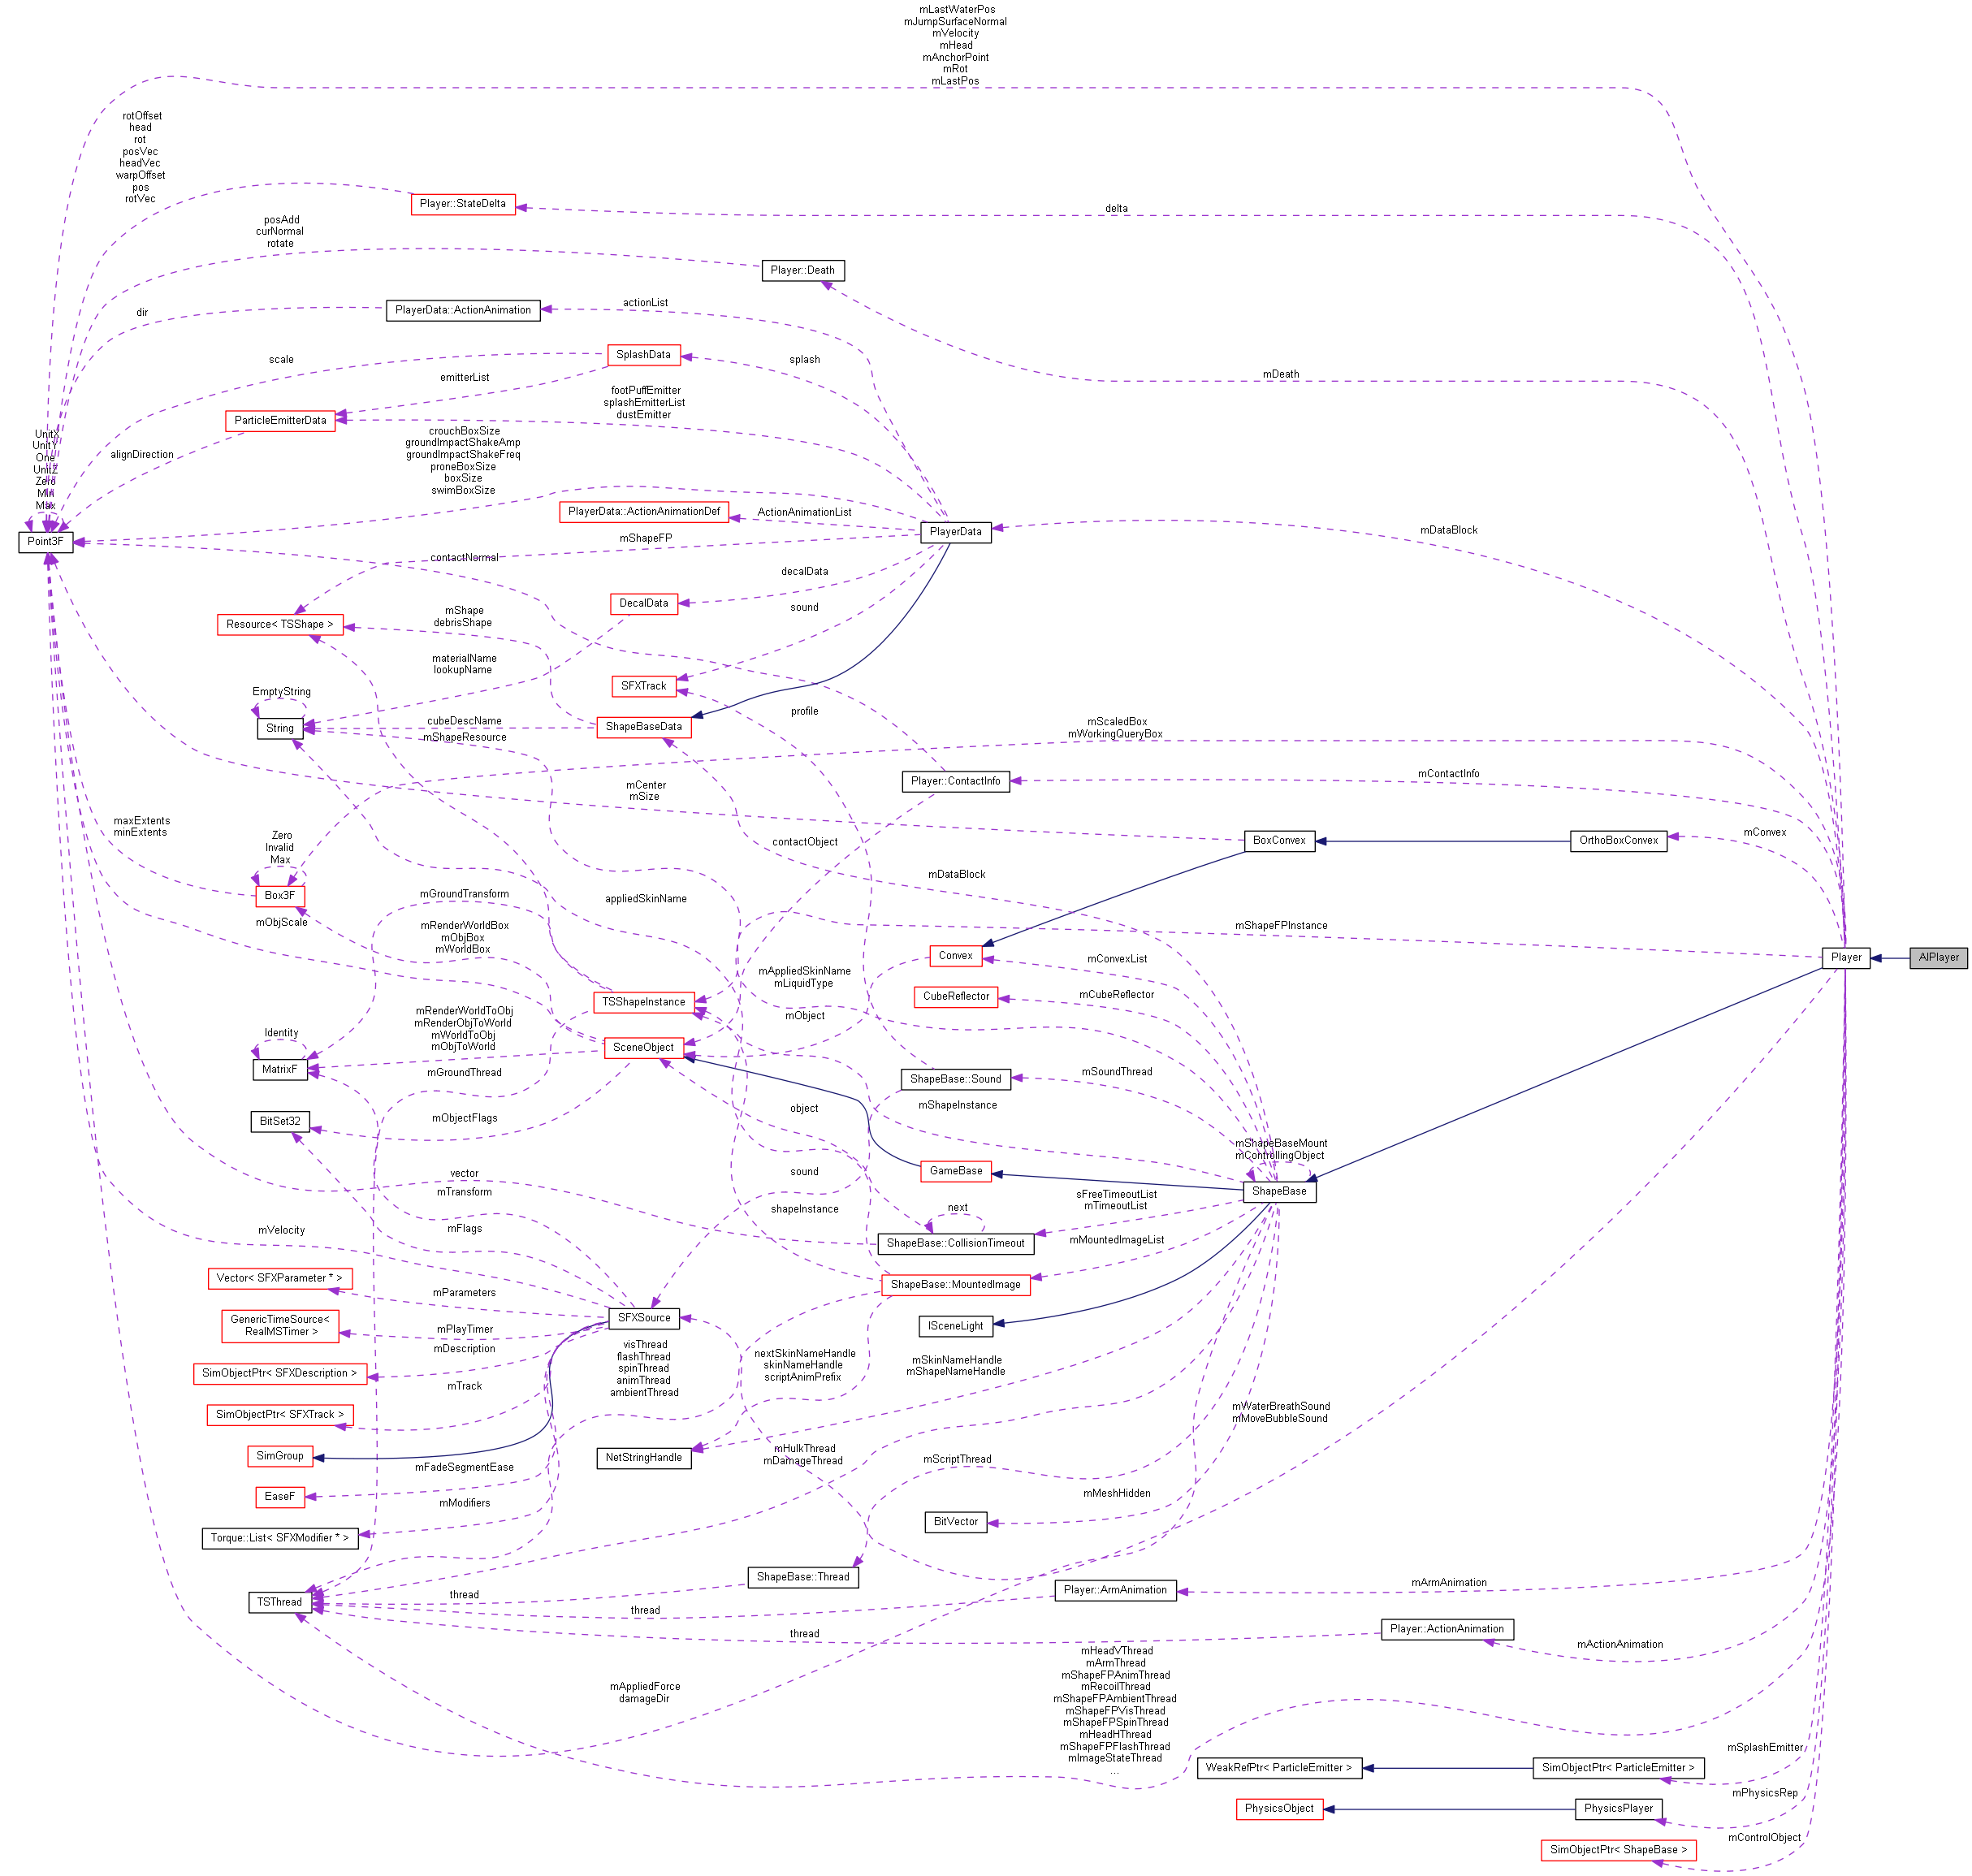 mLastWaterPos
mJumpSurfaceNormal
mVelocity
mHead
mAnchorPoint
mRot
mLastPos
rotOffset
head
rot
posVec
headVec
warpOffset
pos
rotVec
Player::StateDelta
delta
posAdd
curNormal
rotate
Player::Death
mDeath
dir
PlayerData::ActionAnimation
actionList
scale
SplashData
splash
emitterList
footPuffEmitter
splashEmitterList
dustEmitter
ParticleEmitterData
alignDirection
UnitX
UnitY
One
UnitZ
Zero
Min
Max
Point3F
crouchBoxSize
groundImpactShakeAmp
groundImpactShakeFreq
proneBoxSize
boxSize
swimBoxSize
PlayerData::ActionAnimationDef
ActionAnimationList
PlayerData
mDataBlock
mShapeFP
contactNormal
decalData
DecalData
sound
Resource< TSShape >
mShape
debrisShape
materialName
lookupName
SFXTrack
profile
EmptyString
String
cubeDescName
mShapeResource
ShapeBaseData
mScaledBox
mWorkingQueryBox
Player::ContactInfo
mContactInfo
mCenter
mSize
maxExtents
minExtents
Zero
Invalid
Max
Box3F
contactObject
BoxConvex
OrthoBoxConvex
mConvex
mDataBlock
mGroundTransform
appliedSkinName
mObjScale
mRenderWorldBox
mObjBox
mWorldBox
mShapeFPInstance
Convex
mConvexList
Player
AIPlayer
mAppliedSkinName
mLiquidType
CubeReflector
mCubeReflector
TSShapeInstance
mObject
mRenderWorldToObj
mRenderObjToWorld
mWorldToObj
mObjToWorld
Identity
MatrixF
SceneObject
mGroundThread
ShapeBase::Sound
mSoundThread
mShapeInstance
BitSet32
mObjectFlags
object
mShapeBaseMount
mControllingObject
ShapeBase
GameBase
vector
mTransform
sound
shapeInstance
sFreeTimeoutList
mTimeoutList
next
ShapeBase::CollisionTimeout
mVelocity
mFlags
mMountedImageList
Vector< SFXParameter * >
mParameters
ShapeBase::MountedImage
GenericTimeSource<
RealMSTimer >
mPlayTimer
SFXSource
ISceneLight
mDescription
SimObjectPtr< SFXDescription >
visThread
flashThread
spinThread
animThread
ambientThread
nextSkinNameHandle
skinNameHandle
scriptAnimPrefix
mSkinNameHandle
mShapeNameHandle
mTrack
SimObjectPtr< SFXTrack >
mWaterBreathSound
mMoveBubbleSound
SimGroup
NetStringHandle
mHulkThread
mDamageThread
mScriptThread
mFadeSegmentEase
EaseF
mModifiers
mMeshHidden
BitVector
Torque::List< SFXModifier * >
ShapeBase::Thread
thread
Player::ArmAnimation
mArmAnimation
TSThread
thread
thread
Player::ActionAnimation
mActionAnimation
mAppliedForce
damageDir
mHeadVThread
mArmThread
mShapeFPAnimThread
mRecoilThread
mShapeFPAmbientThread
mShapeFPVisThread
mShapeFPSpinThread
mHeadHThread
mShapeFPFlashThread
mImageStateThread
...
mSplashEmitter
WeakRefPtr< ParticleEmitter >
SimObjectPtr< ParticleEmitter >
mPhysicsRep
PhysicsObject
PhysicsPlayer
mControlObject
SimObjectPtr< ShapeBase >